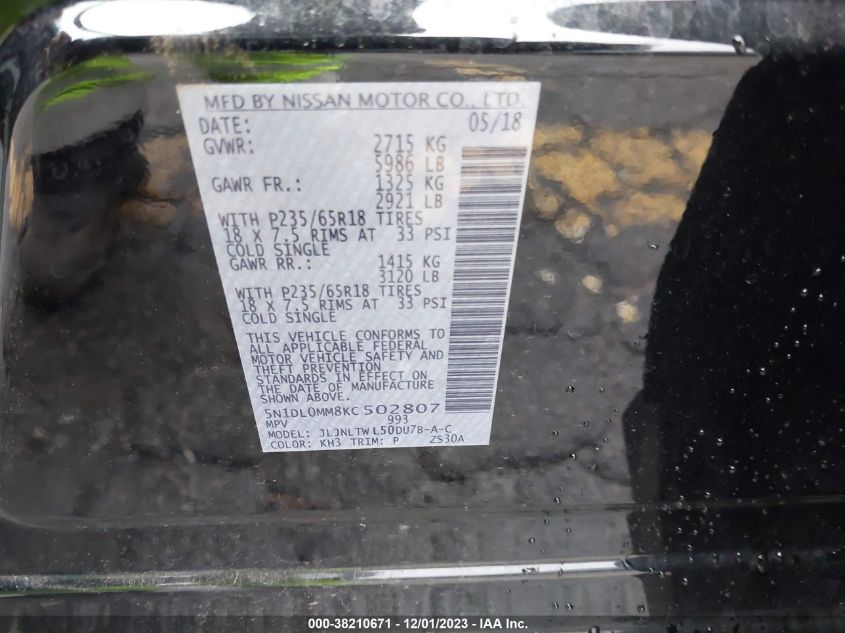 MFD BY NISSAN MOTOR CO., LTD.
DATE: 05/18
GVWR: 2715 KG
5986 LB
GAWR FR.: 1325 KG
2921 LB
WITH P235/65R18 TIRES
18 X 7.5 RIMS AT 33 PSI
COLD SINGLE
GAWR RR.: 1415 KG
3120 LB
WITH P235/65R18 TIRES
18 X 7.5 RIMS AT 33 PSI
COLD SINGLE
THIS VEHICLE CONFORMS TO
ALL APPLICABLE FEDERAL
MOTOR VEHICLE SAFETY AND
THEFT PREVENTION
STANDARDS IN EFFECT ON
THE DATE OF MANUFACTURE
SHOWN ABOVE.
5N1DL0MM8KC502807
MPV 993
MODEL: JLJNLTW L50DU7B-A-C
COLOR: KH3 TRIM: P ZS30A
000-38210671 - 12/01/2023 - IAA Inc.